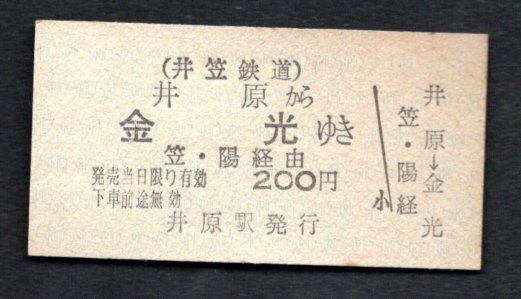 (井笠鉄道)
井原から
金光ゆき
笠・陽経由
発売当日限り有効
下車前途無効
200円
井原駅発行
小
井原→金光
笠・陽経